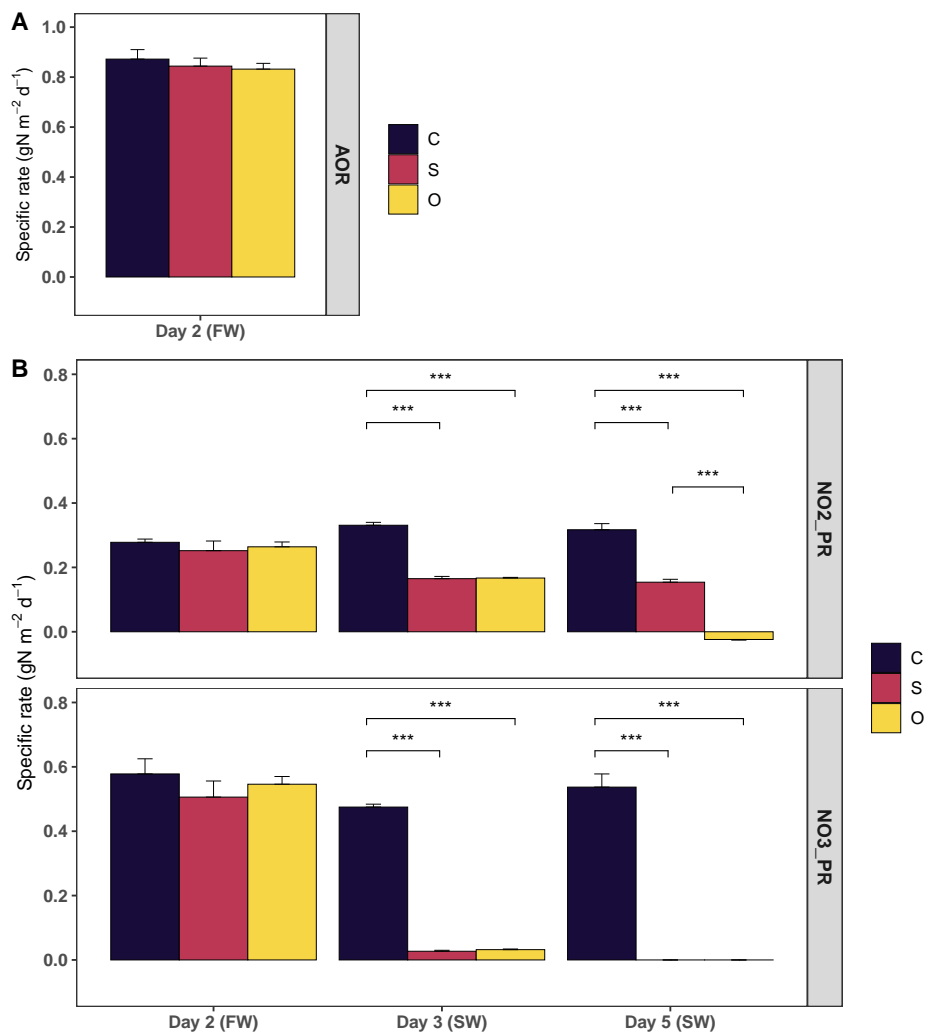 A
Specific rate (gN m⁻² d⁻¹)
1.0
0.8
0.6
0.4
0.2
0.0
Day 2 (FW)
AOR
C
S
O
B
Specific rate (gN m⁻² d⁻¹)
0.8
0.6
0.4
0.2
0.0
***
***
***
***
***
NO2_PR
0.8
0.6
0.4
0.2
0.0
***
***
***
***
NO3_PR
Day 2 (FW)
Day 3 (SW)
Day 5 (SW)
C
S
O